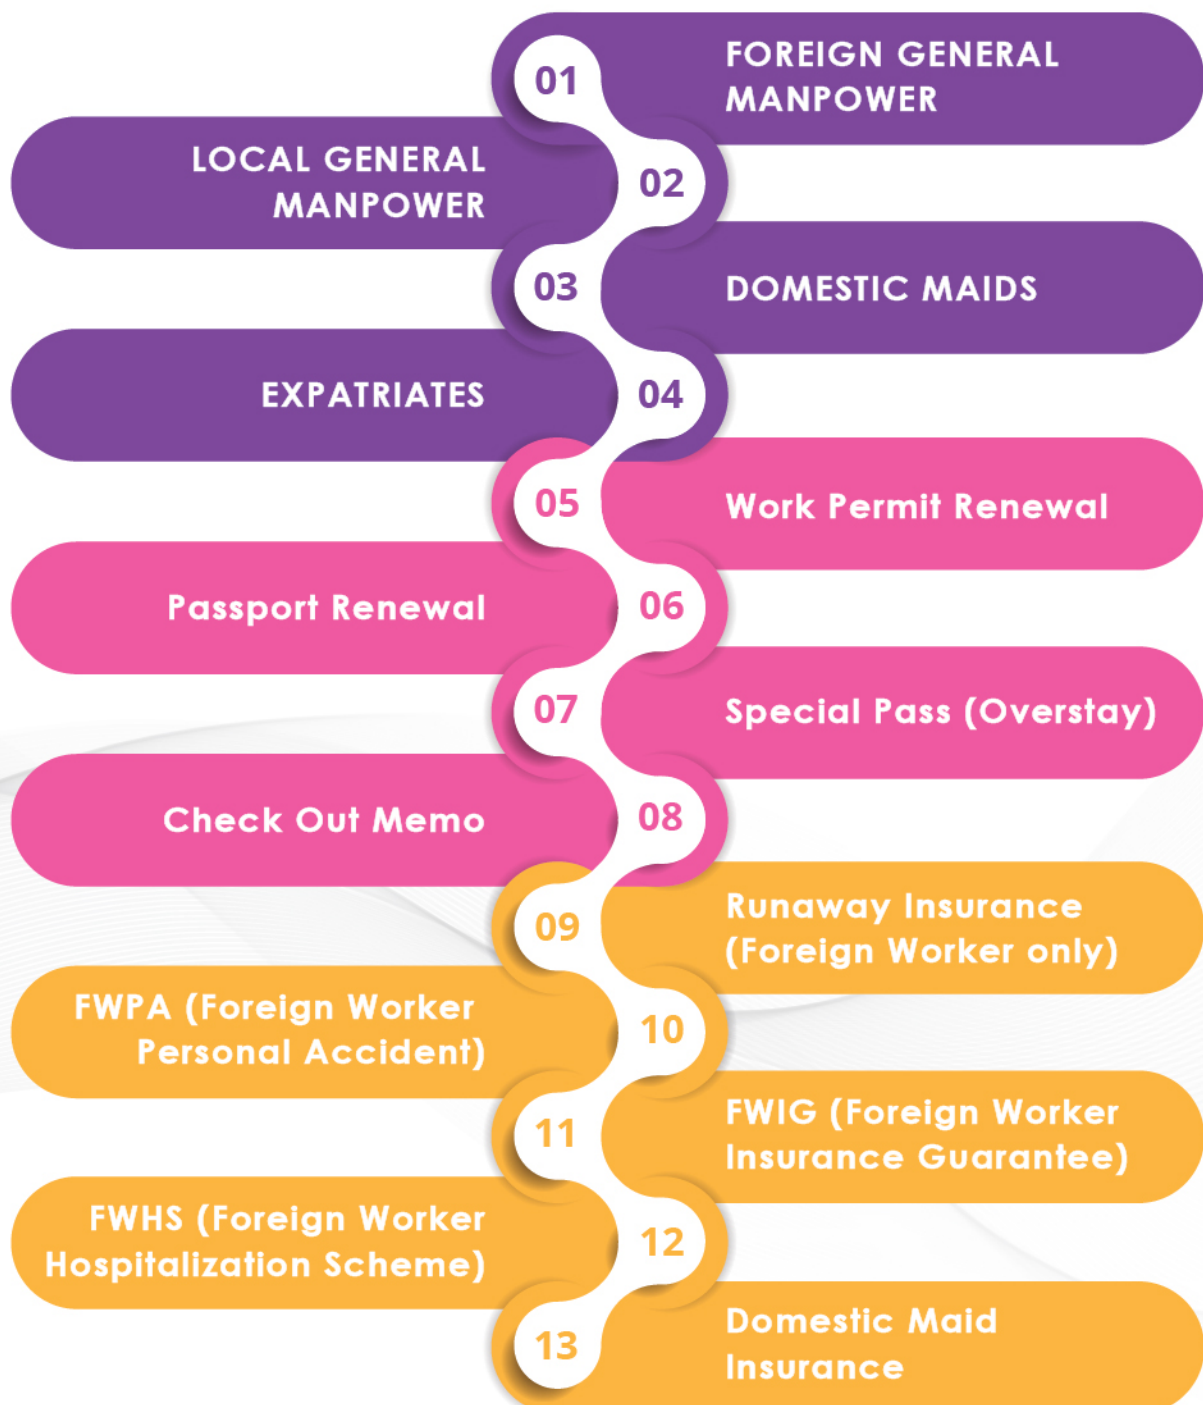 01
FOREIGN GENERAL
MANPOWER
LOCAL GENERAL
MANPOWER
02
03
DOMESTIC MAIDS
EXPATRIATES
04
05
Work Permit Renewal
Passport Renewal
06
07
Special Pass (Overstay)
Check Out Memo
08
09
Runaway Insurance
(Foreign Worker only)
FWPA (Foreign Worker
Personal Accident)
10
11
FWIG (Foreign Worker
Insurance Guarantee)
FWHS (Foreign Worker
Hospitalization Scheme)
12
13
Domestic Maid
Insurance